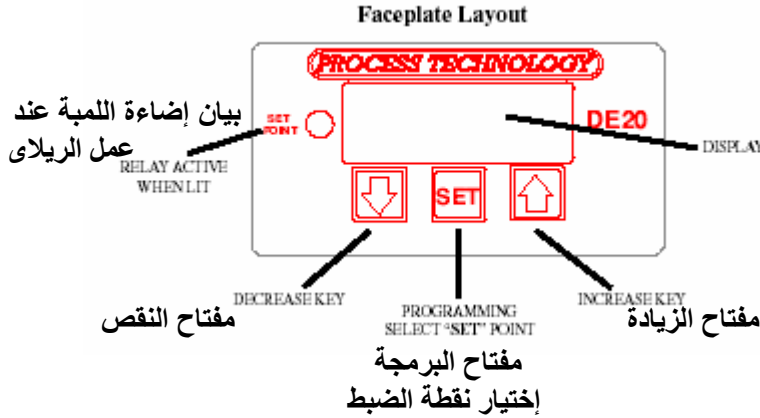 Faceplate Layout
PROCESS TECHNOLOGY
بيان إضاءة اللمبة عند
عمل الريلاى
SET
POINT
DE20
DISPLAY
RELAY ACTIVE
WHEN LIT
SET
DECREASE KEY
مفتاح النقص
PROGRAMMING
SELECT "SET" POINT
INCREASE KEY
مفتاح الزيادة
مفتاح البرمجة
إختيار نقطة الضبط